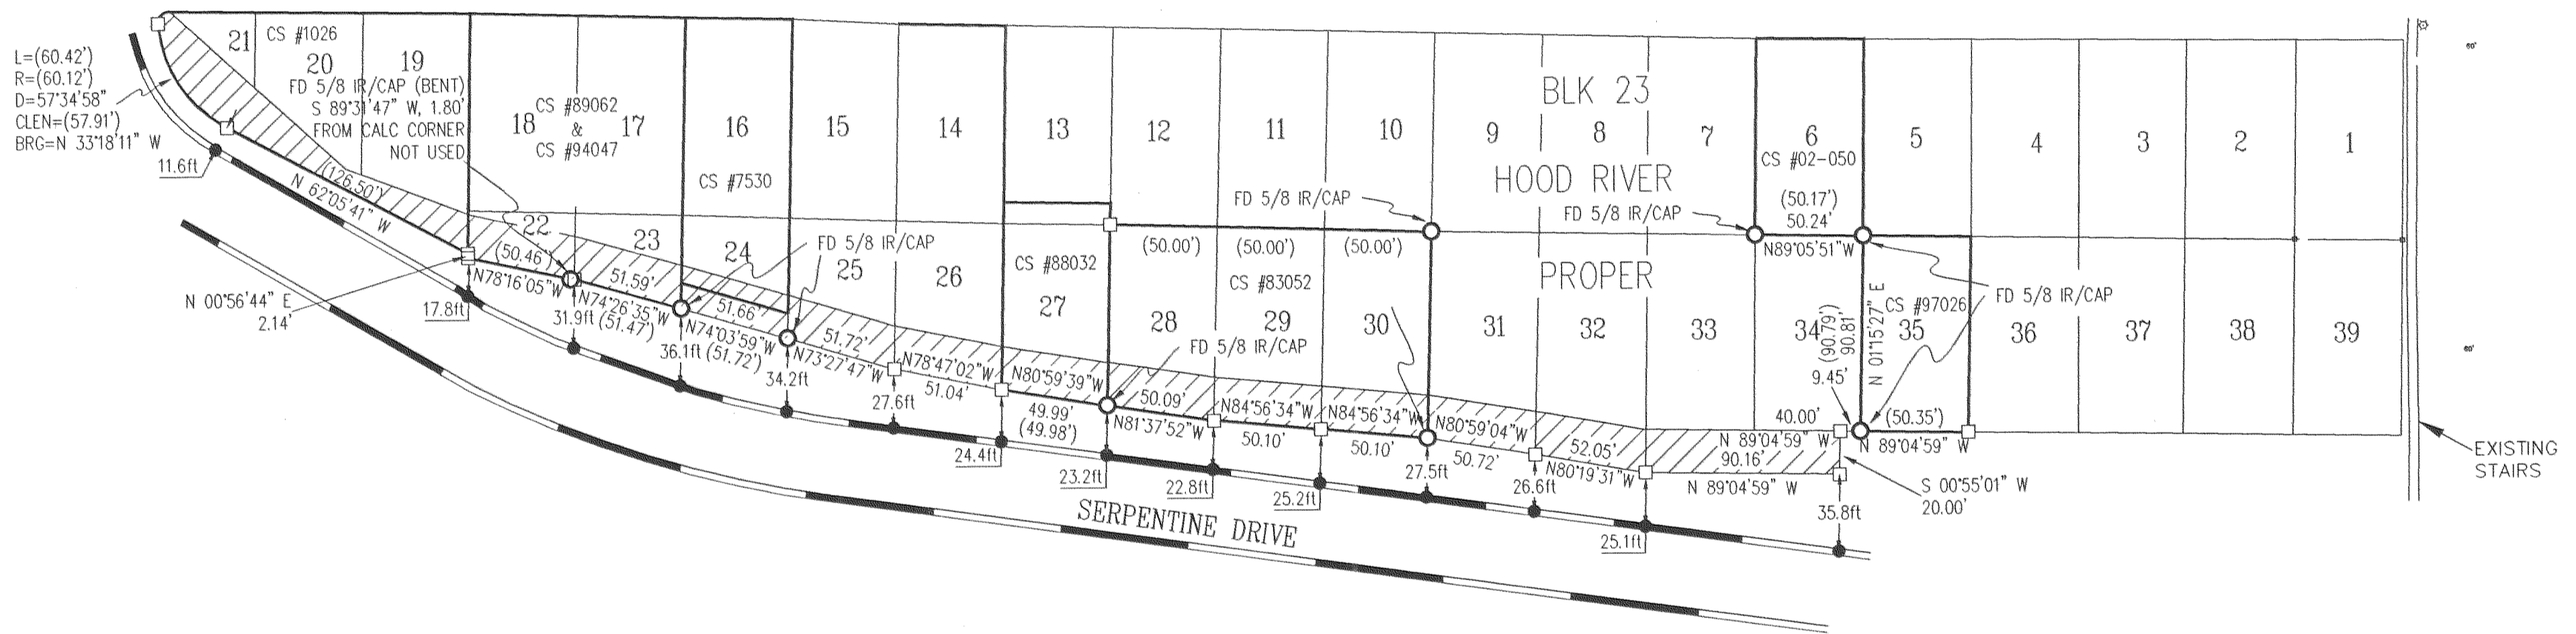 L=(60.42')
R=(60.12')
D=57°34'58"
CLEN=(57.91')
BRG=N 33°18'11" W
11.6ft
21
CS #1026
20
19
FD 5/8 IR/CAP (BENT)
S 89°31'47" W, 1.80'
FROM CALC CORNER
NOT USED
(126.50')
N 62°05'41" W
N 00°56'44" E
2.14'
17.8ft
18
CS #89062
&
CS #94047
17
22
(50.46')
N78°16'05"W
31.9ft
16
CS #7530
23
24
51.59'
N74°26'35"W
(51.47')
36.1ft
51.66'
N74°03'59"W
(51.72')
34.2ft
FD 5/8 IR/CAP
15
25
51.72'
N73°27'47"W
27.6ft
14
26
N78°47'02"W
51.04'
24.4ft
13
CS #88032
27
N80°59'39"W
49.99'
(49.98')
23.2ft
12
11
10
(50.00')
(50.00')
(50.00')
FD 5/8 IR/CAP
CS #83052
28
29
30
FD 5/8 IR/CAP
50.09'
N81°37'52"W
22.8ft
N84°56'34"W
50.10'
25.2ft
N84°56'34"W
50.10'
27.5ft
BLK 23
HOOD RIVER
PROPER
9
8
7
31
32
33
N80°59'04"W
50.72'
26.6ft
52.05'
N80°19'31"W
25.1ft
6
CS #02-050
(50.17')
50.24'
FD 5/8 IR/CAP
N89°05'51"W
34
(90.79')
90.81'
N 01°15'27" E
9.45'
40.00'
N 89°04'59" W
90.16'
N 89°04'59" W
S 00°55'01" W
20.00'
35.8ft
5
CS #97026
35
FD 5/8 IR/CAP
(50.35')
N 89°04'59" W
4
3
2
1
36
37
38
39
60'
60'
EXISTING
STAIRS
SERPENTINE DRIVE